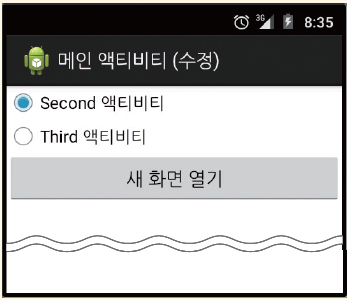 3G 8:35
메인 액티비티 (수정)
Second 액티비티
Third 액티비티
새 화면 열기